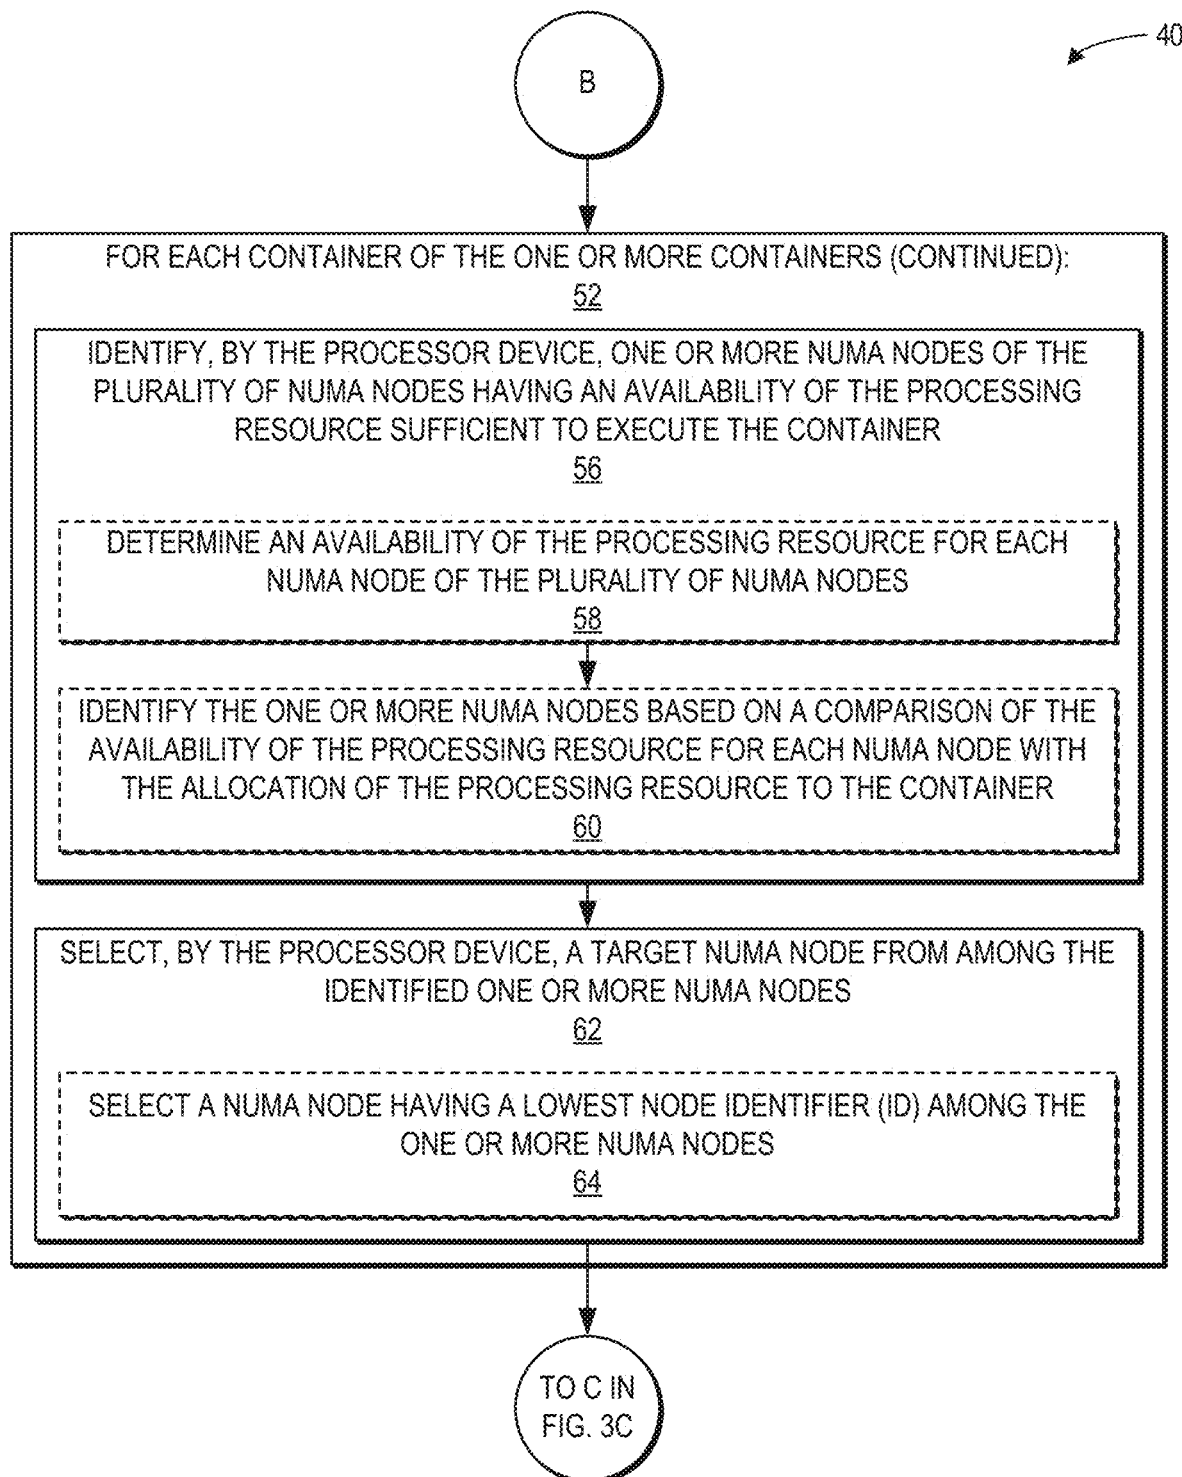 40
B
FOR EACH CONTAINER OF THE ONE OR MORE CONTAINERS (CONTINUED):
52
IDENTIFY, BY THE PROCESSOR DEVICE, ONE OR MORE NUMA NODES OF THE
PLURALITY OF NUMA NODES HAVING AN AVAILABILITY OF THE PROCESSING
RESOURCE SUFFICIENT TO EXECUTE THE CONTAINER
56
DETERMINE AN AVAILABILITY OF THE PROCESSING RESOURCE FOR EACH
NUMA NODE OF THE PLURALITY OF NUMA NODES
58
IDENTIFY THE ONE OR MORE NUMA NODES BASED ON A COMPARISON OF THE
AVAILABILITY OF THE PROCESSING RESOURCE FOR EACH NUMA NODE WITH
THE ALLOCATION OF THE PROCESSING RESOURCE TO THE CONTAINER
60
SELECT, BY THE PROCESSOR DEVICE, A TARGET NUMA NODE FROM AMONG THE
IDENTIFIED ONE OR MORE NUMA NODES
62
SELECT A NUMA NODE HAVING A LOWEST NODE IDENTIFIER (ID) AMONG THE
ONE OR MORE NUMA NODES
64
TO C IN
FIG. 3C